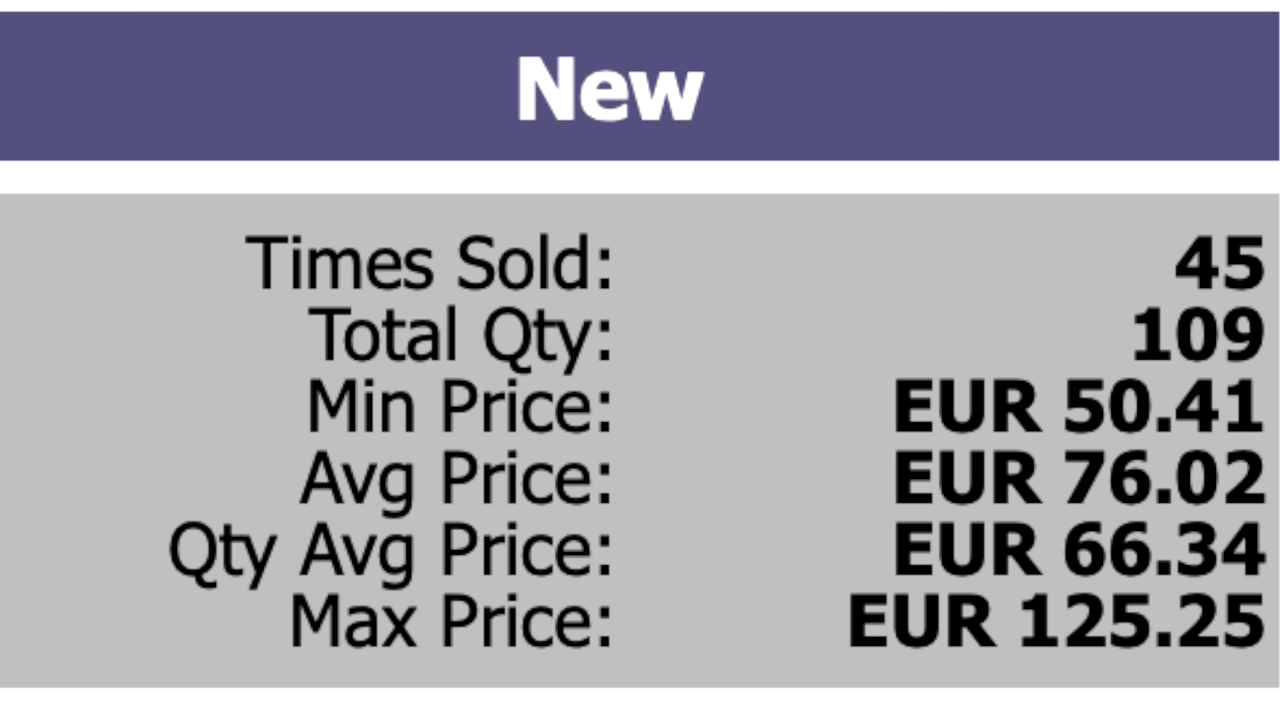 New
Times Sold: 45
Total Qty: 109
Min Price: EUR 50.41
Avg Price: EUR 76.02
Qty Avg Price: EUR 66.34
Max Price: EUR 125.25